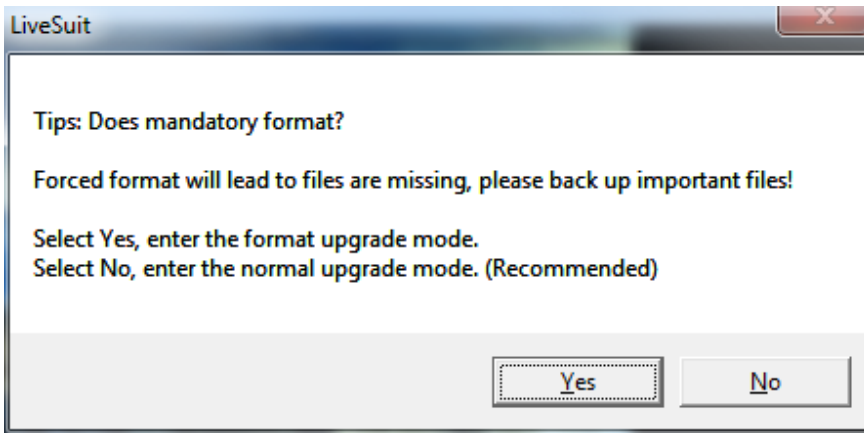 LiveSuit
Tips: Does mandatory format?
Forced format will lead to files are missing, please back up important files!
Select Yes, enter the format upgrade mode.
Select No, enter the normal upgrade mode. (Recommended)
Yes
No